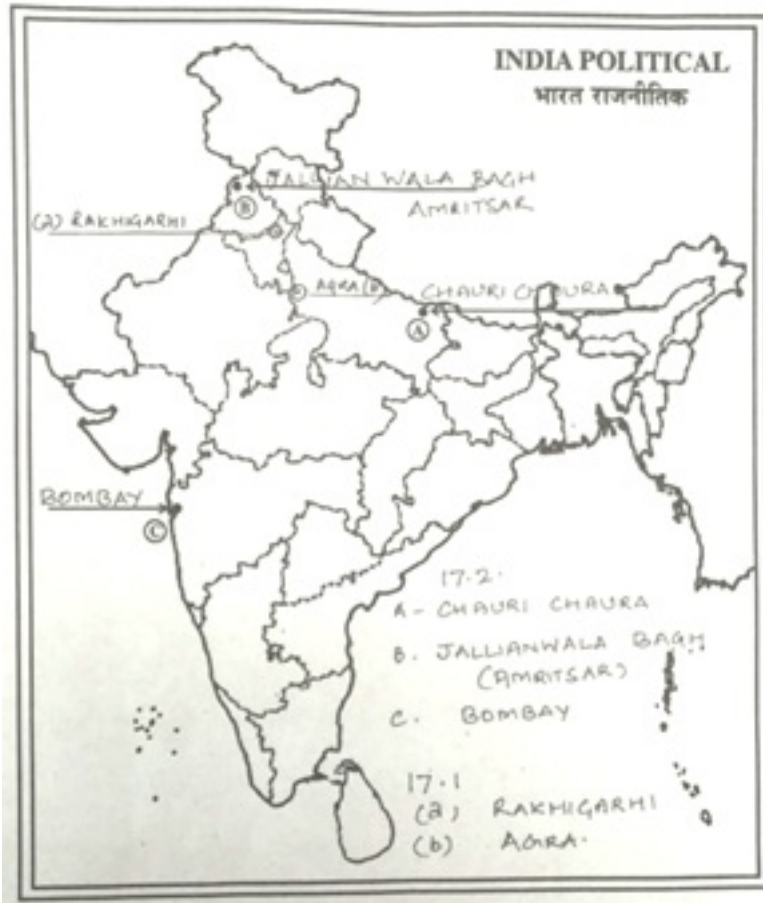 INDIA POLITICAL
भारत राजनीतिक
JALLIAN WALA BAGH
AMRITSAR
B
(2) RAKHIGARHI
AGRA (b)
CHAURI CHAURA
A
BOMBAY
C
17.2.
A - CHAURI CHAURA
B. JALLIANWALA BAGH
(AMRITSAR)
C. BOMBAY
17.1
(a) RAKHIGARHI
(b) AGRA.